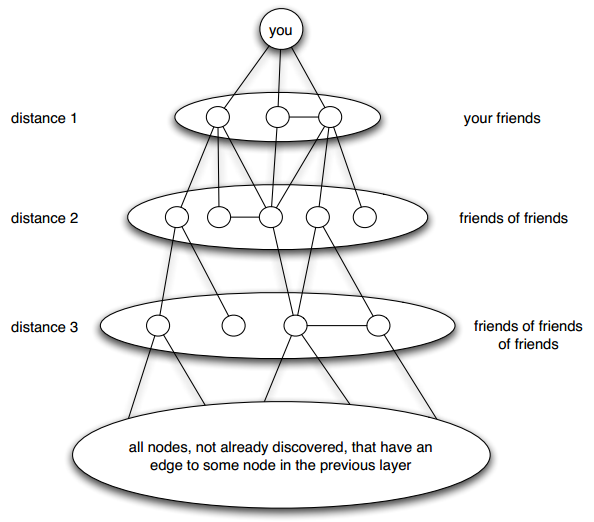 you
distance 1
your friends
distance 2
friends of friends
distance 3
friends of friends
of friends
all nodes, not already discovered, that have an
edge to some node in the previous layer